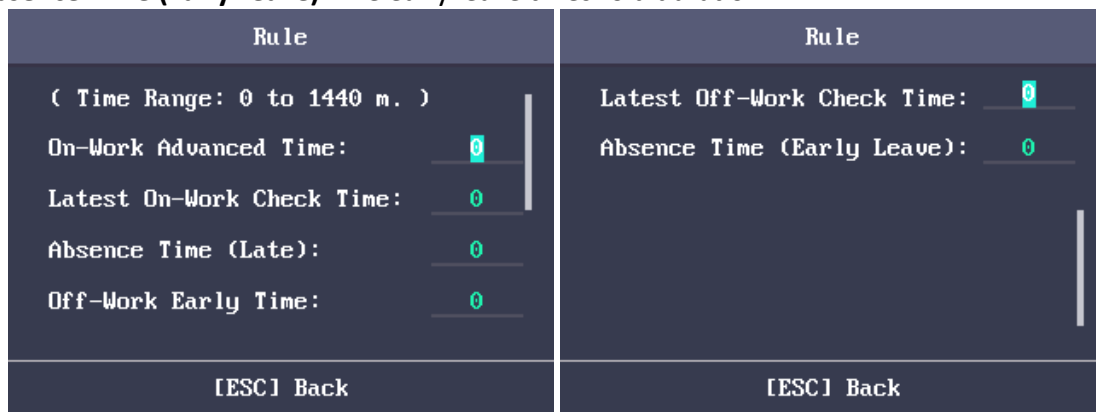 Rule
( Time Range: 0 to 1440 m. )
On-Work Advanced Time: 0
Latest On-Work Check Time: 0
Absence Time (Late): 0
Off-Work Early Time: 0
[ESC] Back
Rule
Latest Off-Work Check Time: 0
Absence Time (Early Leave): 0
[ESC] Back